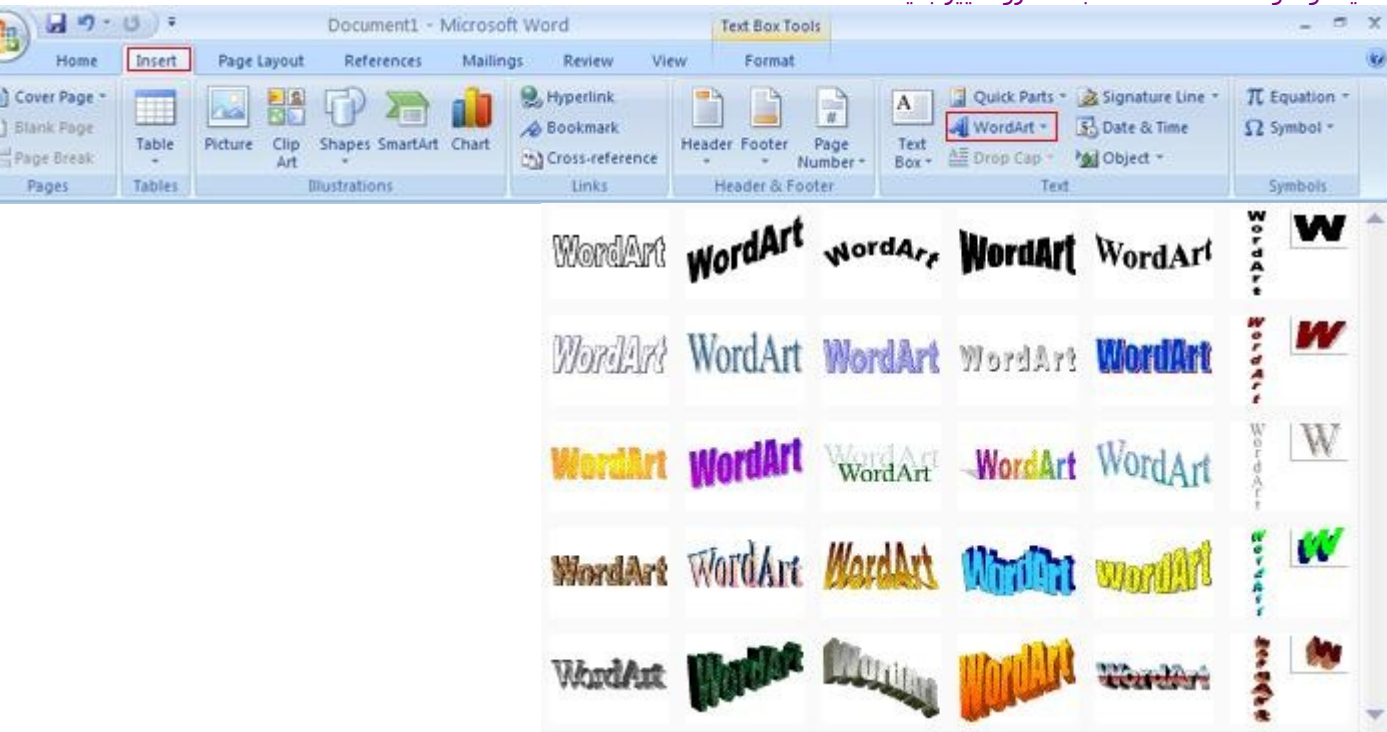 Document1 - Microsoft Word Text Box Tools
Home Insert Page Layout References Mailings Review View Format
Cover Page
Blank Page
Page Break
Pages
Table
Tables
Picture Clip Art Shapes SmartArt Chart
Illustrations
Hyperlink
Bookmark
Cross-reference
Links
Header Footer Page Number
Header & Footer
A
Text Box
Quick Parts
WordArt
Drop Cap
Signature Line
Date & Time
Object
Text
π Equation
Ω Symbol
Symbols
WordArt WordArt WordArt WordArt WordArt WordArt W
WordArt WordArt WordArt WordArt WordArt WordArt W
WordArt WordArt WordArt WordArt WordArt WordArt W
WordArt WordArt WordArt WordArt WordArt WordArt W
WordArt WordArt WordArt WordArt WordArt WordArt W